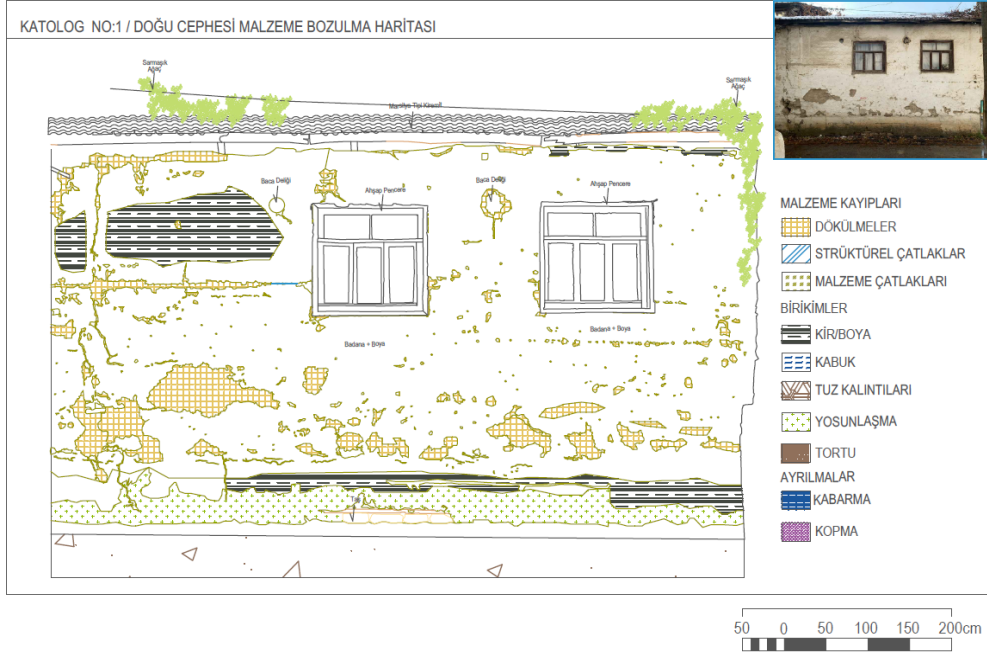 KATOLOG NO:1 / DOĞU CEPHESİ MALZEME BOZULMA HARİTASI
Sarmaşık
Ağaç
Sarmaşık
Ağaç
Marsilya Tipi Kiremit
Baca Deliği
Ahşap Pencere
Baca Deliği
Ahşap Pencere
Badana + Boya
Badana + Boya
Taş
MALZEME KAYIPLARI
DÖKÜLMELER
STRÜKTÜREL ÇATLAKLAR
MALZEME ÇATLAKLARI
BİRİKİMLER
KİR/BOYA
KABUK
TUZ KALINTILARI
YOSUNLAŞMA
TORTU
AYRILMALAR
KABARMA
KOPMA
50 0 50 100 150 200cm